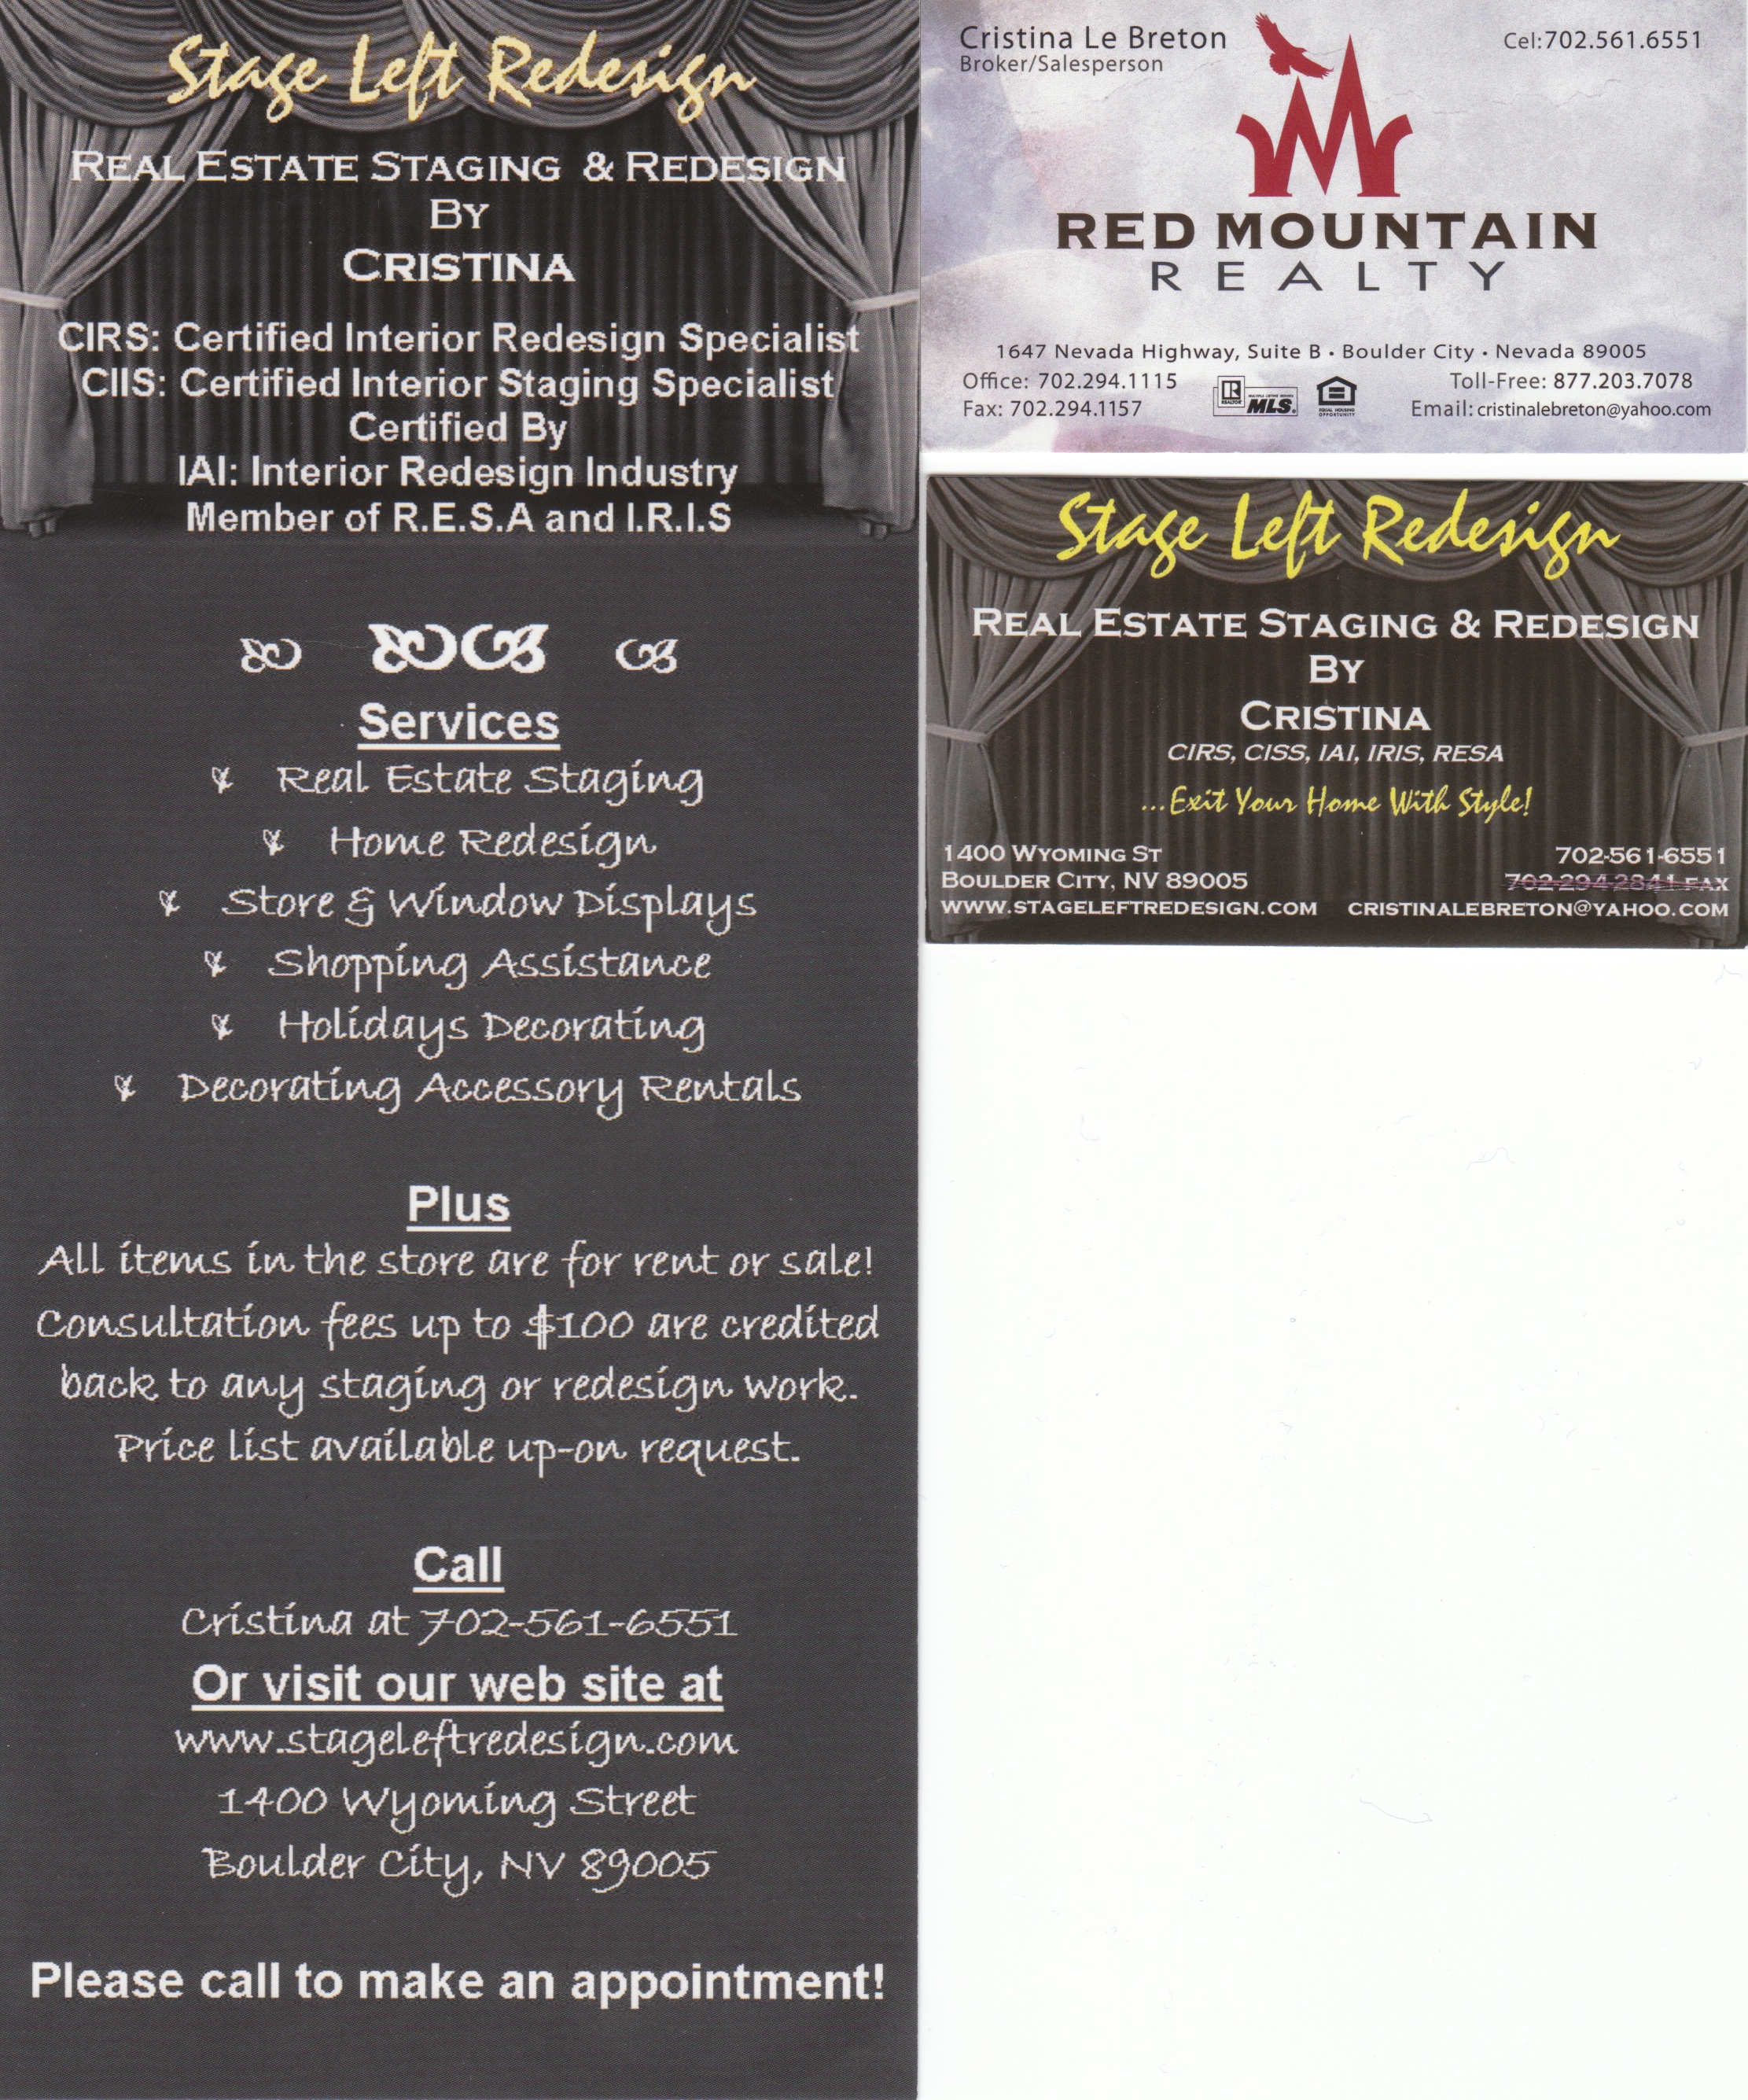 Stage Left Redesign
REAL ESTATE STAGING & REDESIGN
BY
CRISTINA
CIRS: Certified Interior Redesign Specialist
CIIS: Certified Interior Staging Specialist
Certified By
IAI: Interior Redesign Industry
Member of R.E.S.A and I.R.I.S
Services
Real Estate Staging
Home Redesign
Store & Window Displays
Shopping Assistance
Holidays Decorating
Decorating Accessory Rentals
Plus
All items in the store are for rent or sale!
Consultation fees up to $100 are credited
back to any staging or redesign work.
Price list available up-on request.
Call
Cristina at 702-561-6551
Or visit our web site at
www.stageleftredesign.com
1400 Wyoming Street
Boulder City, NV 89005
Please call to make an appointment!
Cristina Le Breton
Broker/Salesperson
Cel:702.561.6551
RED MOUNTAIN
REALTY
1647 Nevada Highway, Suite B • Boulder City • Nevada 89005
Office: 702.294.1115
Toll-Free: 877.203.7078
Fax: 702.294.1157
REALTOR
MULTIPLE LISTING SERVICE
MLS
EQUAL HOUSING
OPPORTUNITY
Email: cristinalebreton@yahoo.com
Stage Left Redesign
REAL ESTATE STAGING & REDESIGN
BY
CRISTINA
CIRS, CISS, IAI, IRIS, RESA
...Exit Your Home With Style!
1400 WYOMING ST
702-561-6551
BOULDER CITY, NV 89005
702-294-2841 FAX
WWW.STAGELEFTREDESIGN.COM
CRISTINALEBRETON@YAHOO.COM